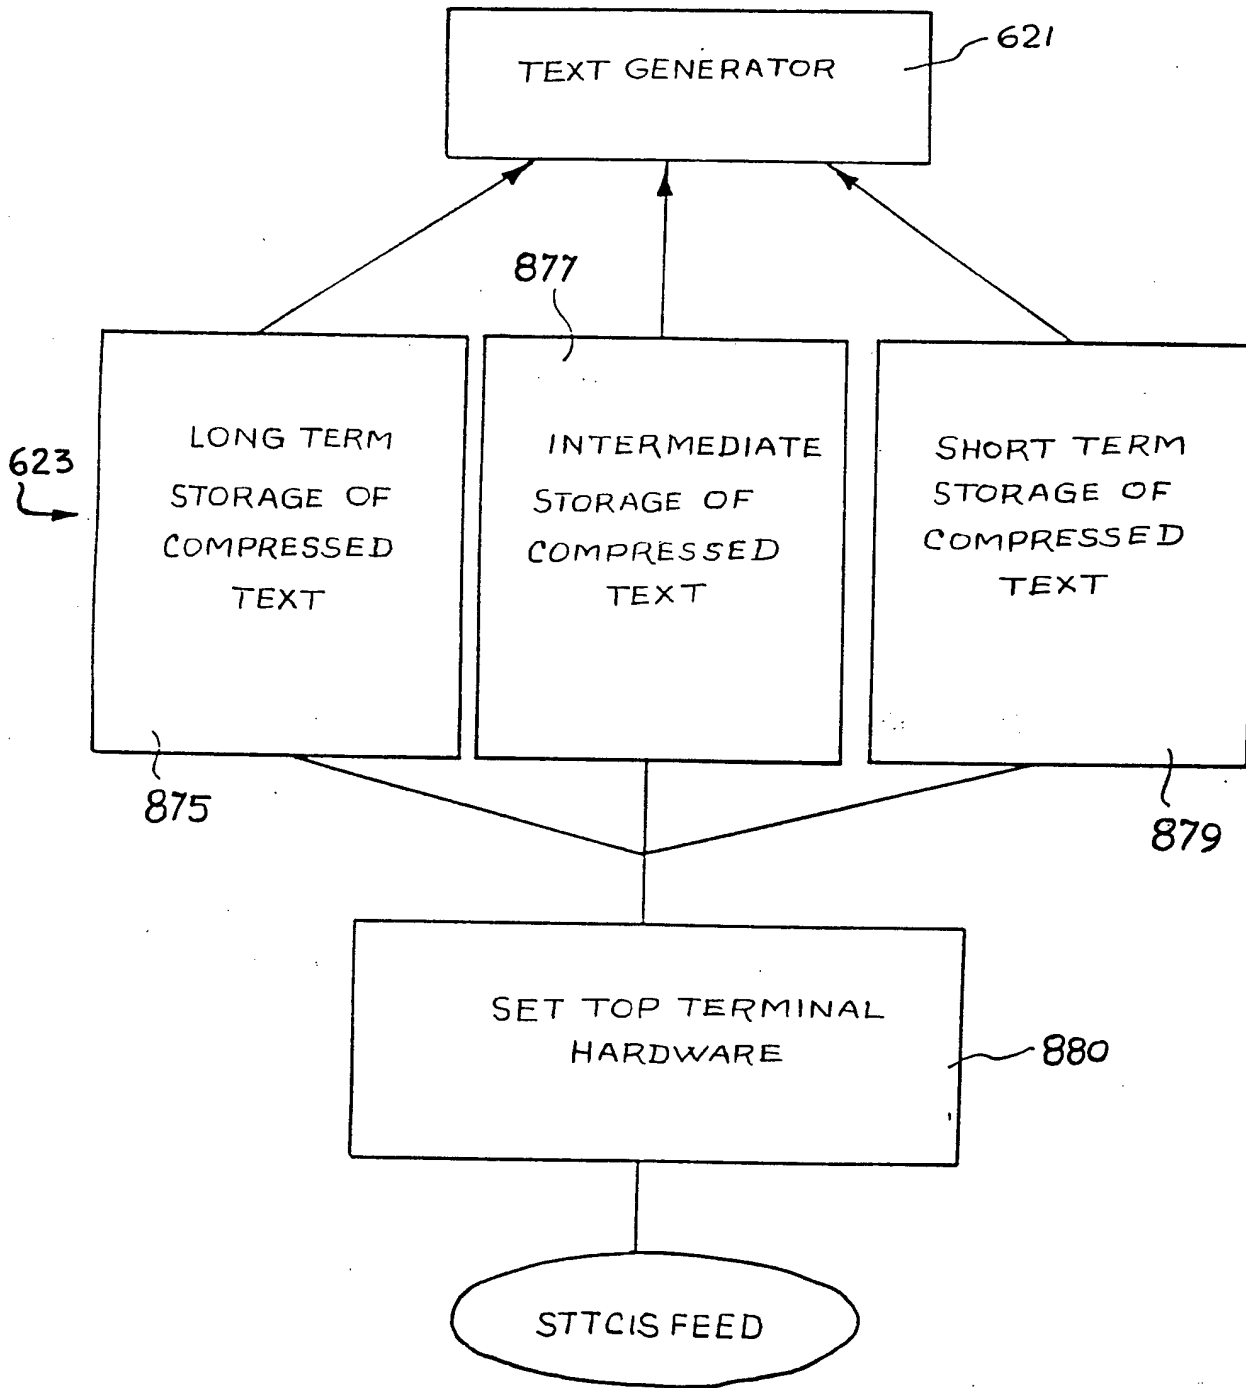 TEXT GENERATOR
621
877
623
LONG TERM
STORAGE OF
COMPRESSED
TEXT
INTERMEDIATE
STORAGE OF
COMPRESSED
TEXT
SHORT TERM
STORAGE OF
COMPRESSED
TEXT
875
879
SET TOP TERMINAL
HARDWARE
880
STTCIS FEED